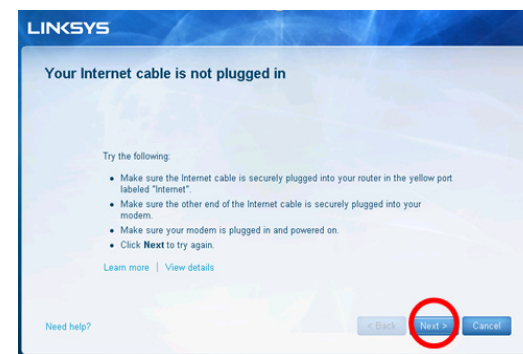 LINKSYS
Your Internet cable is not plugged in
Try the following:
• Make sure the Internet cable is securely plugged into your router in the yellow port
labeled "Internet".
• Make sure the other end of the Internet cable is securely plugged into your
modem.
• Make sure your modem is plugged in and powered on.
• Click Next to try again.
Learn more | View details
Need help? < Back Next > Cancel